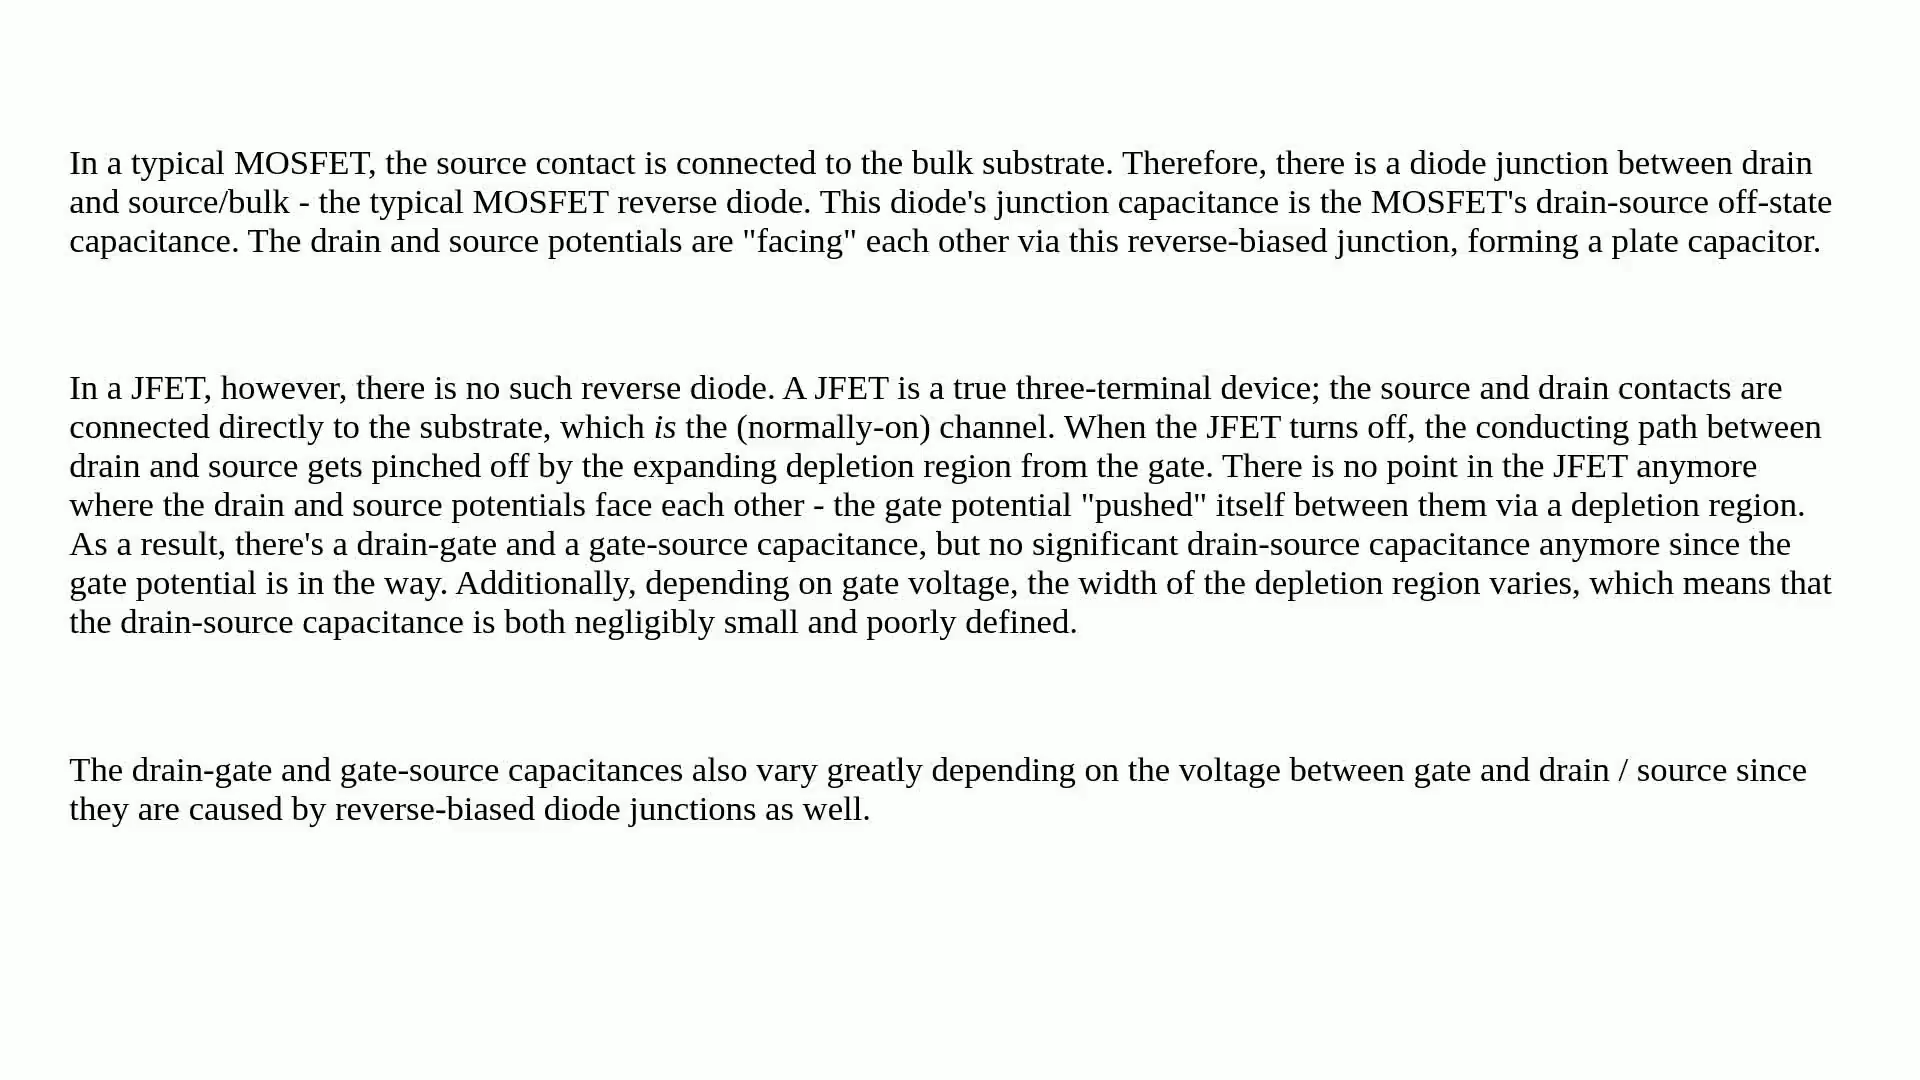 In a typical MOSFET, the source contact is connected to the bulk substrate. Therefore, there is a diode junction between drain
and source/bulk - the typical MOSFET reverse diode. This diode's junction capacitance is the MOSFET's drain-source off-state
capacitance. The drain and source potentials are "facing" each other via this reverse-biased junction, forming a plate capacitor.
In a JFET, however, there is no such reverse diode. A JFET is a true three-terminal device; the source and drain contacts are
connected directly to the substrate, which is the (normally-on) channel. When the JFET turns off, the conducting path between
drain and source gets pinched off by the expanding depletion region from the gate. There is no point in the JFET anymore
where the drain and source potentials face each other - the gate potential "pushed" itself between them via a depletion region.
As a result, there's a drain-gate and a gate-source capacitance, but no significant drain-source capacitance anymore since the
gate potential is in the way. Additionally, depending on gate voltage, the width of the depletion region varies, which means that
the drain-source capacitance is both negligibly small and poorly defined.
The drain-gate and gate-source capacitances also vary greatly depending on the voltage between gate and drain / source since
they are caused by reverse-biased diode junctions as well.